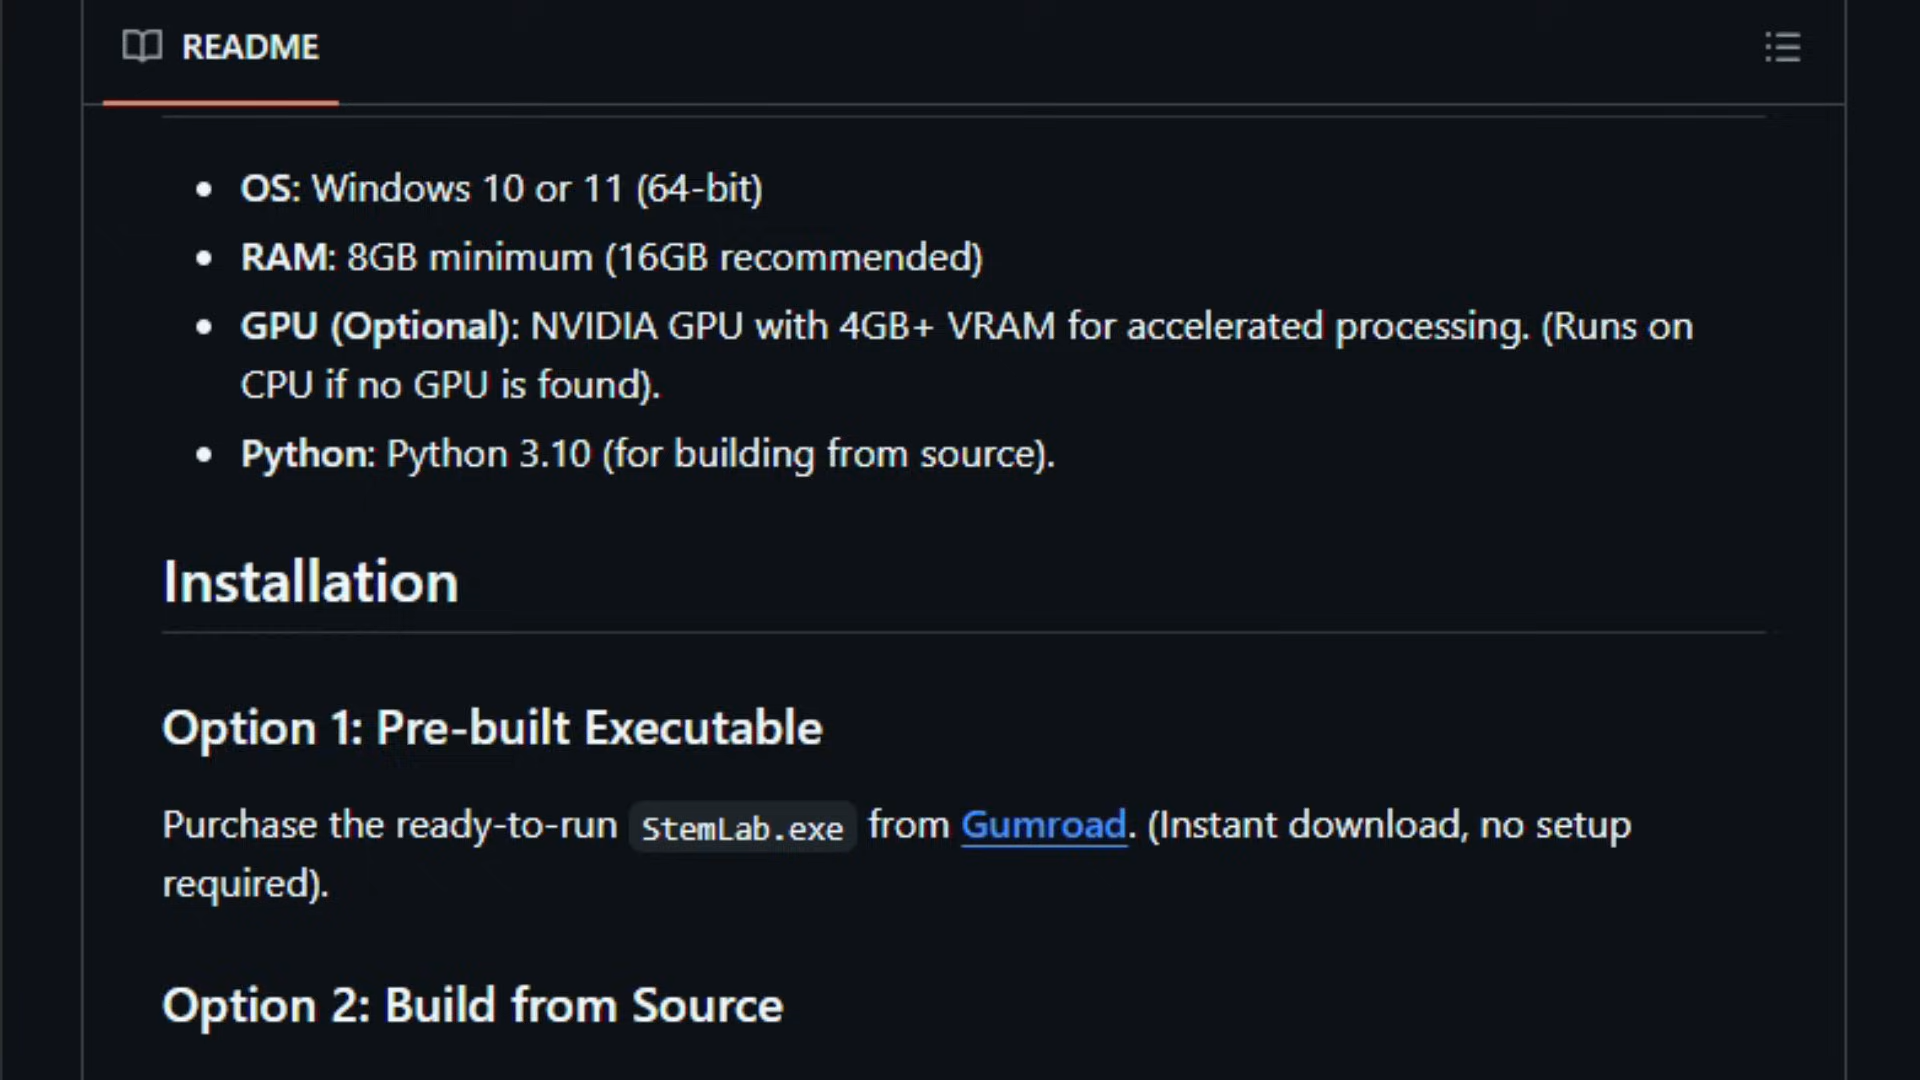 README
OS: Windows 10 or 11 (64-bit)
RAM: 8GB minimum (16GB recommended)
GPU (Optional): NVIDIA GPU with 4GB+ VRAM for accelerated processing. (Runs on
CPU if no GPU is found).
Python: Python 3.10 (for building from source).
Installation
Option 1: Pre-built Executable
Purchase the ready-to-run StemLab.exe from Gumroad. (Instant download, no setup
required).
Option 2: Build from Source